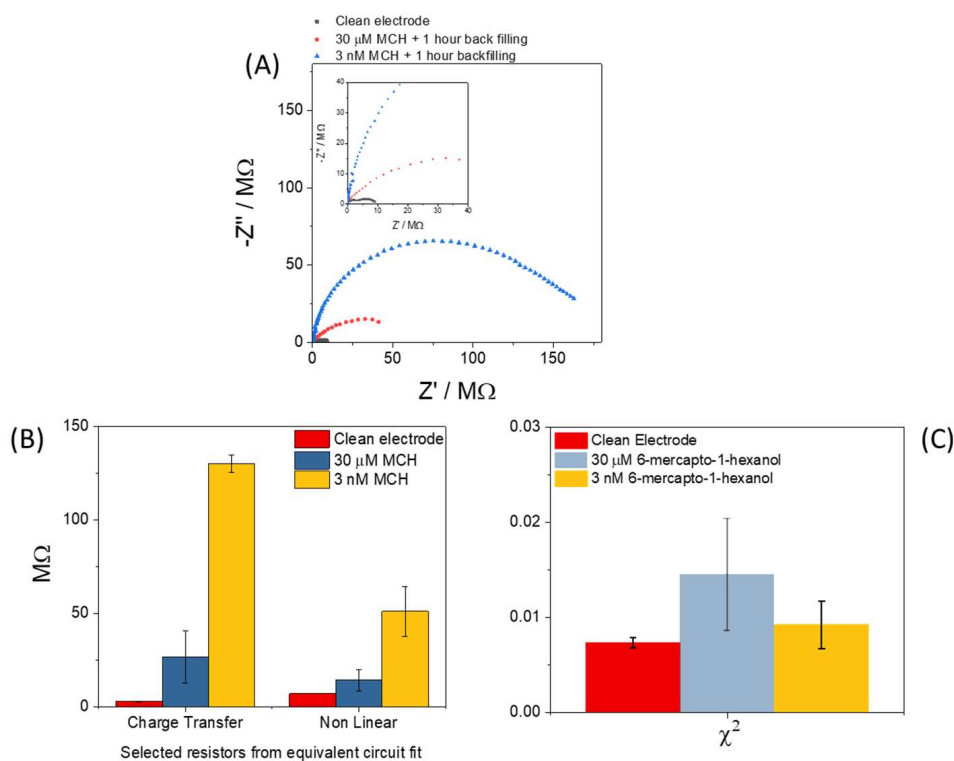 Clean electrode
30 μM MCH + 1 hour back filling
3 nM MCH + 1 hour backfilling
(A)
150
100
50
0
-Z'' / MΩ
0 50 100 150
Z' / MΩ
40
30
20
10
0
-Z'' / MΩ
0 10 20 30 40
Z' / MΩ
(B)
150
100
50
0
MΩ
Clean electrode
30 μM MCH
3 nM MCH
Charge Transfer Non Linear
Selected resistors from equivalent circuit fit
(C)
0.03
0.02
0.01
0.00
Clean Electrode
30 μM 6-mercapto-1-hexanol
3 nM 6-mercapto-1-hexanol
χ²